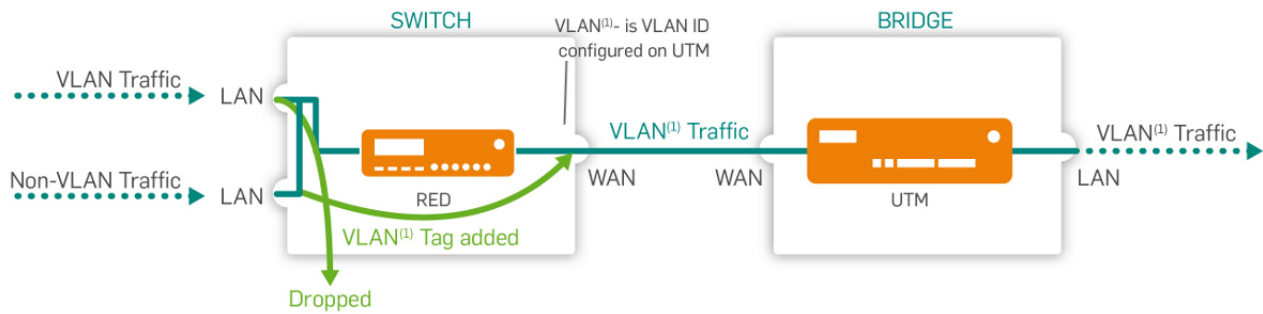 SWITCH
BRIDGE
VLAN⁽¹⁾- is VLAN ID
configured on UTM
VLAN Traffic
LAN
VLAN⁽¹⁾ Traffic
VLAN⁽¹⁾ Traffic
Non-VLAN Traffic
LAN
RED
WAN
WAN
UTM
LAN
VLAN⁽¹⁾ Tag added
Dropped